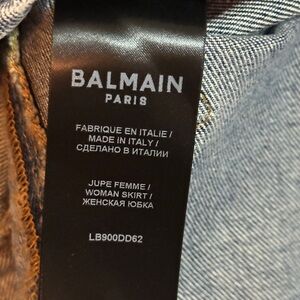 BALMAIN
PARIS
FABRIQUE EN ITALIE /
MADE IN ITALY /
СДЕЛАНО В ИТАЛИИ
JUPE FEMME /
WOMAN SKIRT /
ЖЕНСКАЯ ЮБКА
LB900DD62